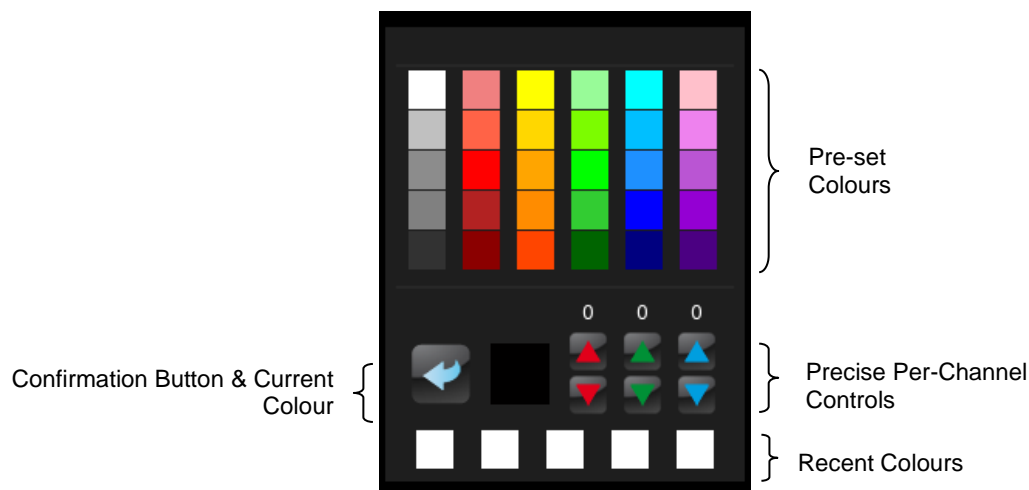 Pre-set
Colours
0 0 0
Confirmation Button & Current
Colour
Precise Per-Channel
Controls
Recent Colours